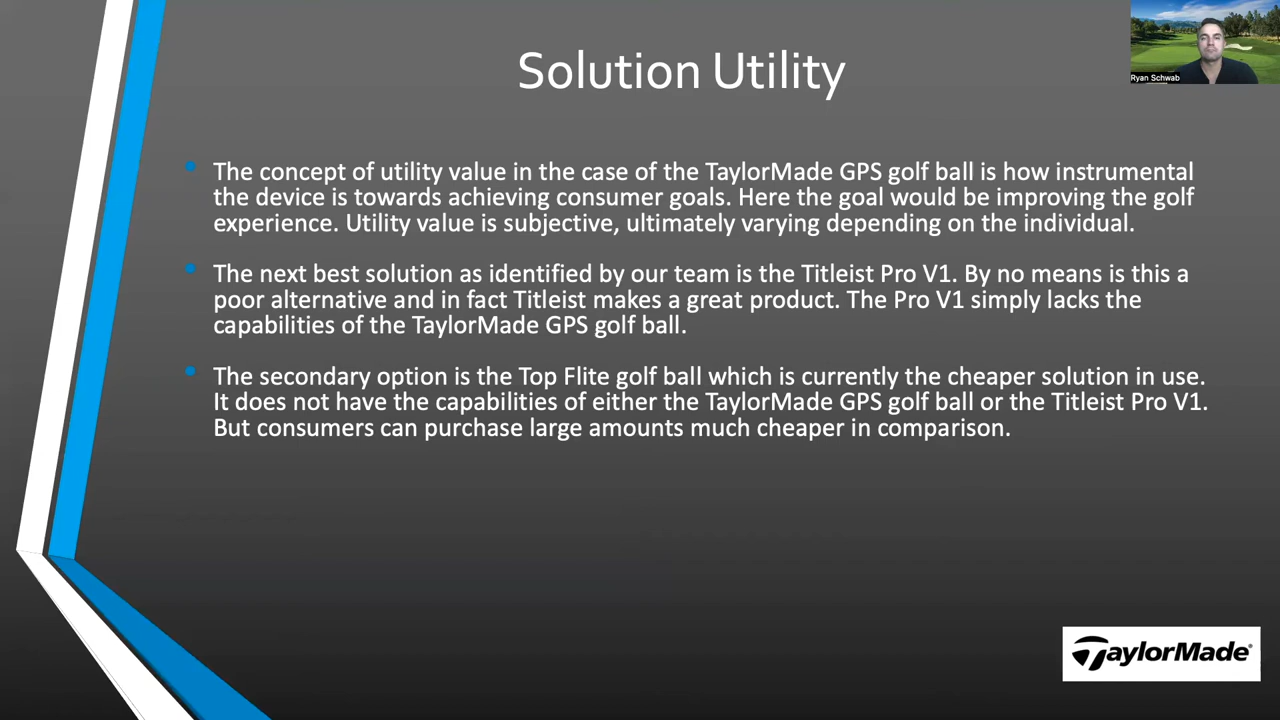 Solution Utility
Ryan Schwab
The concept of utility value in the case of the TaylorMade GPS golf ball is how instrumental
the device is towards achieving consumer goals. Here the goal would be improving the golf
experience. Utility value is subjective, ultimately varying depending on the individual.
The next best solution as identified by our team is the Titleist Pro V1. By no means is this a
poor alternative and in fact Titleist makes a great product. The Pro V1 simply lacks the
capabilities of the TaylorMade GPS golf ball.
The secondary option is the Top Flite golf ball which is currently the cheaper solution in use.
It does not have the capabilities of either the TaylorMade GPS golf ball or the Titleist Pro V1.
But consumers can purchase large amounts much cheaper in comparison.
TaylorMade